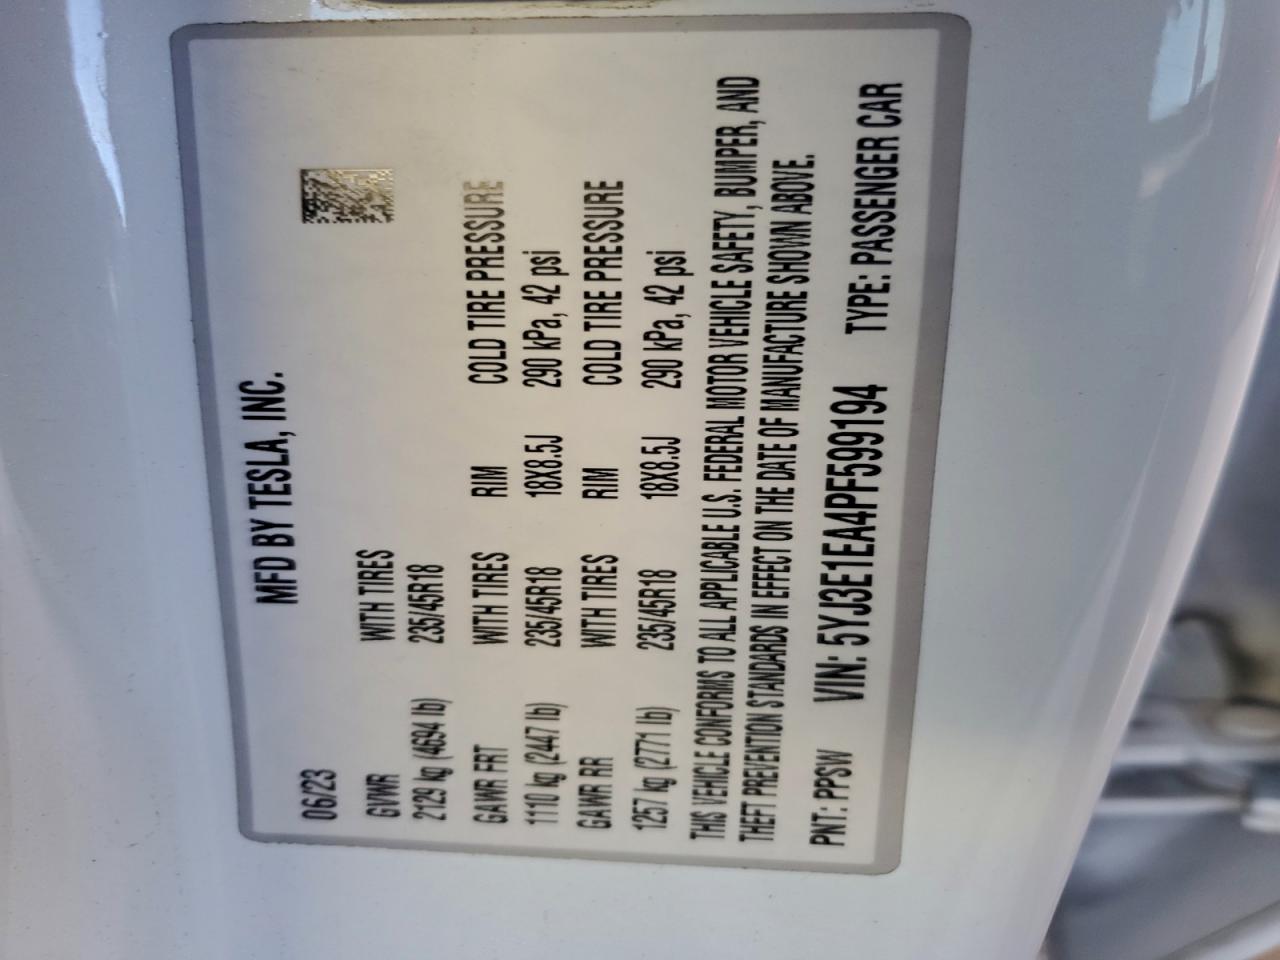 MFD BY TESLA, INC.
06/23
GVWR WITH TIRES
2129 kg (4694 lb) 235/45R18
GAWR FRT WITH TIRES RIM COLD TIRE PRESSURE
1110 kg (2447 lb) 235/45R18 18X8.5J 290 kPa, 42 psi
GAWR RR WITH TIRES RIM COLD TIRE PRESSURE
1257 kg (2771 lb) 235/45R18 18X8.5J 290 kPa, 42 psi
THIS VEHICLE CONFORMS TO ALL APPLICABLE U.S. FEDERAL MOTOR VEHICLE SAFETY, BUMPER, AND
THEFT PREVENTION STANDARDS IN EFFECT ON THE DATE OF MANUFACTURE SHOWN ABOVE.
PNT: PPSW VIN: 5YJ3E1EA4PF599194 TYPE: PASSENGER CAR